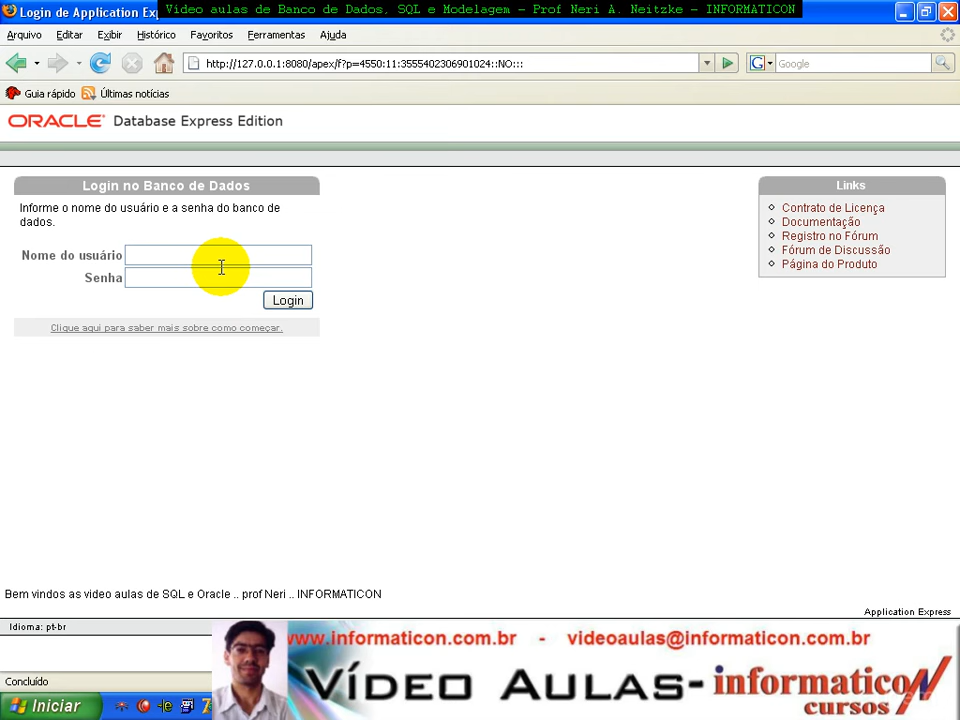 Login de Application Ex
Vídeo aulas de Banco de Dados, SQL e Modelagem - Prof Neri A. Neitzke - INFORMATICON
Arquivo Editar Exibir Histórico Favoritos Ferramentas Ajuda
http://127.0.0.1:8080/apex/f?p=4550:11:3555402306901024::NO:::
G Google
Guia rápido Últimas notícias
ORACLE Database Express Edition
Login no Banco de Dados
Informe o nome do usuário e a senha do banco de
dados.
Nome do usuário
Senha
Login
Clique aqui para saber mais sobre como começar.
Links
Contrato de Licença
Documentação
Registro no Fórum
Fórum de Discussão
Página do Produto
Bem vindos as video aulas de SQL e Oracle .. prof Neri .. INFORMATICON
Application Express
Idioma: pt-br
www.informaticon.com.br - videoaulas@informaticon.com.br
Concluído
Vídeo Aulas-informaticon
cursos
Iniciar